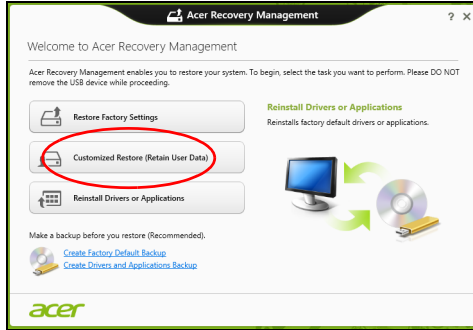 Acer Recovery Management
? X
Welcome to Acer Recovery Management
Acer Recovery Management enables you to restore your system. To begin, select the task you want to perform. Please DO NOT
remove the USB device while proceeding.
Restore Factory Settings
Customized Restore (Retain User Data)
Reinstall Drivers or Applications
Reinstall Drivers or Applications
Reinstalls factory default drivers or applications.
Make a backup before you restore (Recommended).
Create Factory Default Backup
Create Drivers and Applications Backup
acer